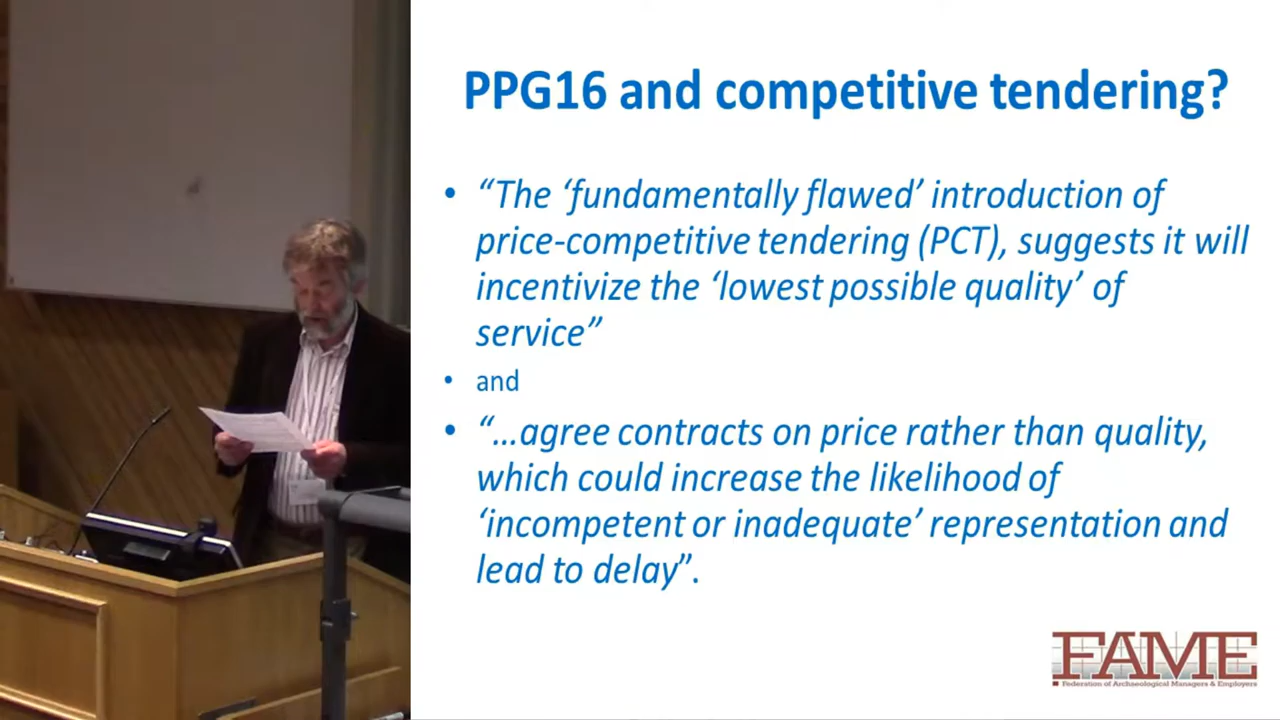 PPG16 and competitive tendering?
• “The ‘fundamentally flawed’ introduction of
price-competitive tendering (PCT), suggests it will
incentivize the ‘lowest possible quality’ of
service”
• and
• “…agree contracts on price rather than quality,
which could increase the likelihood of
‘incompetent or inadequate’ representation and
lead to delay”.
FAME
Federation of Archaeological Managers & Employers